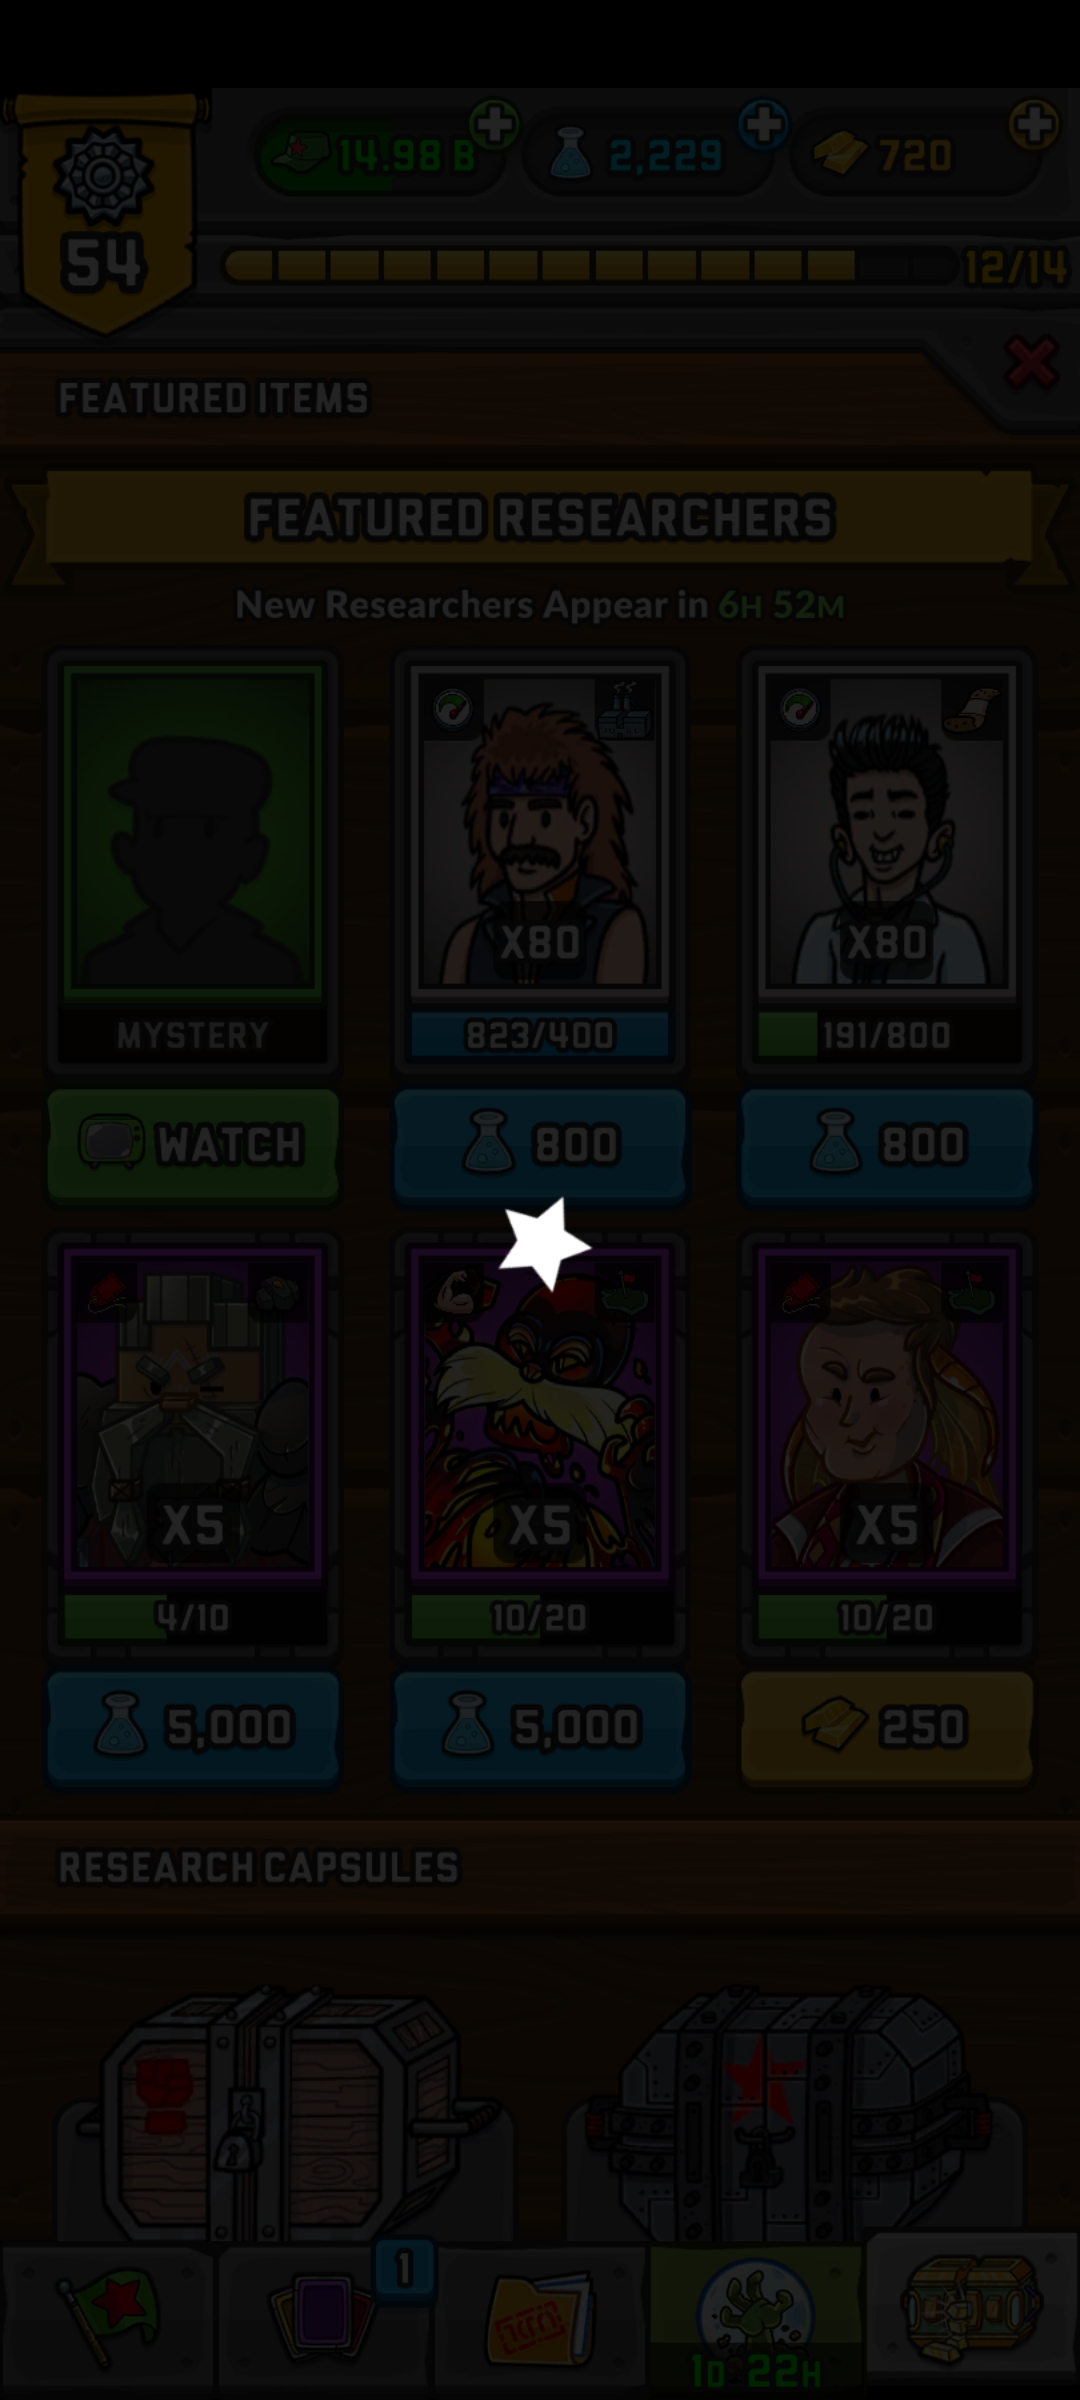 14.98 B
2,229
720
54
12/14
FEATURED ITEMS
FEATURED RESEARCHERS
New Researchers Appear in 6H 52M
X80
X80
MYSTERY
823/400
191/800
WATCH
800
800
X5
X5
X5
4/10
10/20
10/20
5,000
5,000
250
RESEARCH CAPSULES
1
1D 22H